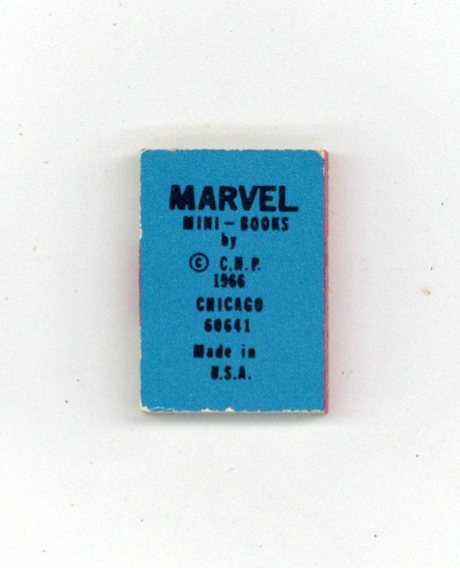 MARVEL
MINI-BOOKS
by
© C.N.P.
1966
CHICAGO
60641
Made in
U.S.A.